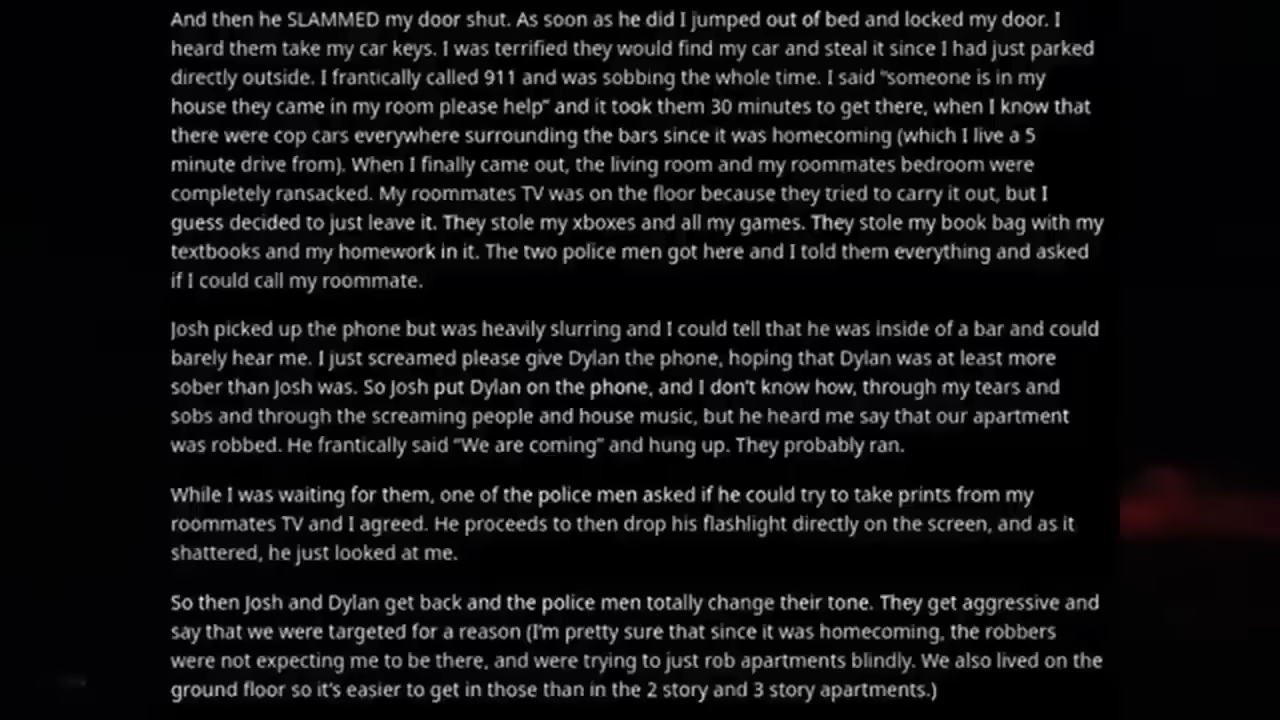 And then he SLAMMED my door shut. As soon as he did I jumped out of bed and locked my door. I
heard them take my car keys. I was terrified they would find my car and steal it since I had just parked
directly outside. I frantically called 911 and was sobbing the whole time. I said “someone is in my
house they came in my room please help” and it took them 30 minutes to get there, when I know that
there were cop cars everywhere surrounding the bars since it was homecoming (which I live a 5
minute drive from). When I finally came out, the living room and my roommates bedroom were
completely ransacked. My roommates TV was on the floor because they tried to carry it out, but I
guess decided to just leave it. They stole my xboxes and all my games. They stole my book bag with my
textbooks and my homework in it. The two police men got here and I told them everything and asked
if I could call my roommate.
Josh picked up the phone but was heavily slurring and I could tell that he was inside of a bar and could
barely hear me. I just screamed please give Dylan the phone, hoping that Dylan was at least more
sober than Josh was. So Josh put Dylan on the phone, and I don’t know how, through my tears and
sobs and through the screaming people and house music, but he heard me say that our apartment
was robbed. He frantically said “We are coming” and hung up. They probably ran.
While I was waiting for them, one of the police men asked if he could try to take prints from my
roommates TV and I agreed. He proceeds to then drop his flashlight directly on the screen, and as it
shattered, he just looked at me.
So then Josh and Dylan get back and the police men totally change their tone. They get aggressive and
say that we were targeted for a reason (I’m pretty sure that since it was homecoming, the robbers
were not expecting me to be there, and were trying to just rob apartments blindly. We also lived on the
ground floor so it’s easier to get in those than in the 2 story and 3 story apartments.)